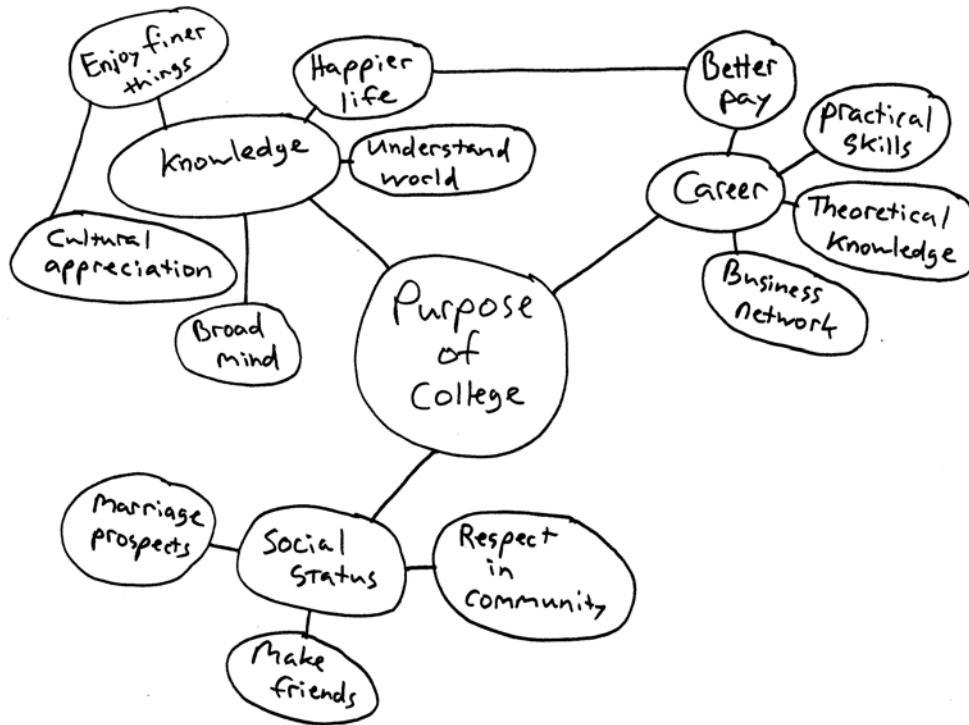 Enjoy finer
things
Happier
life
Better
pay
practical
skills
Knowledge
understand
world
Career
Theoretical
Knowledge
Cultural
appreciation
Business
network
Broad
mind
Purpose
of
College
Marriage
prospects
Social
Status
Respect
in
community
Make
friends